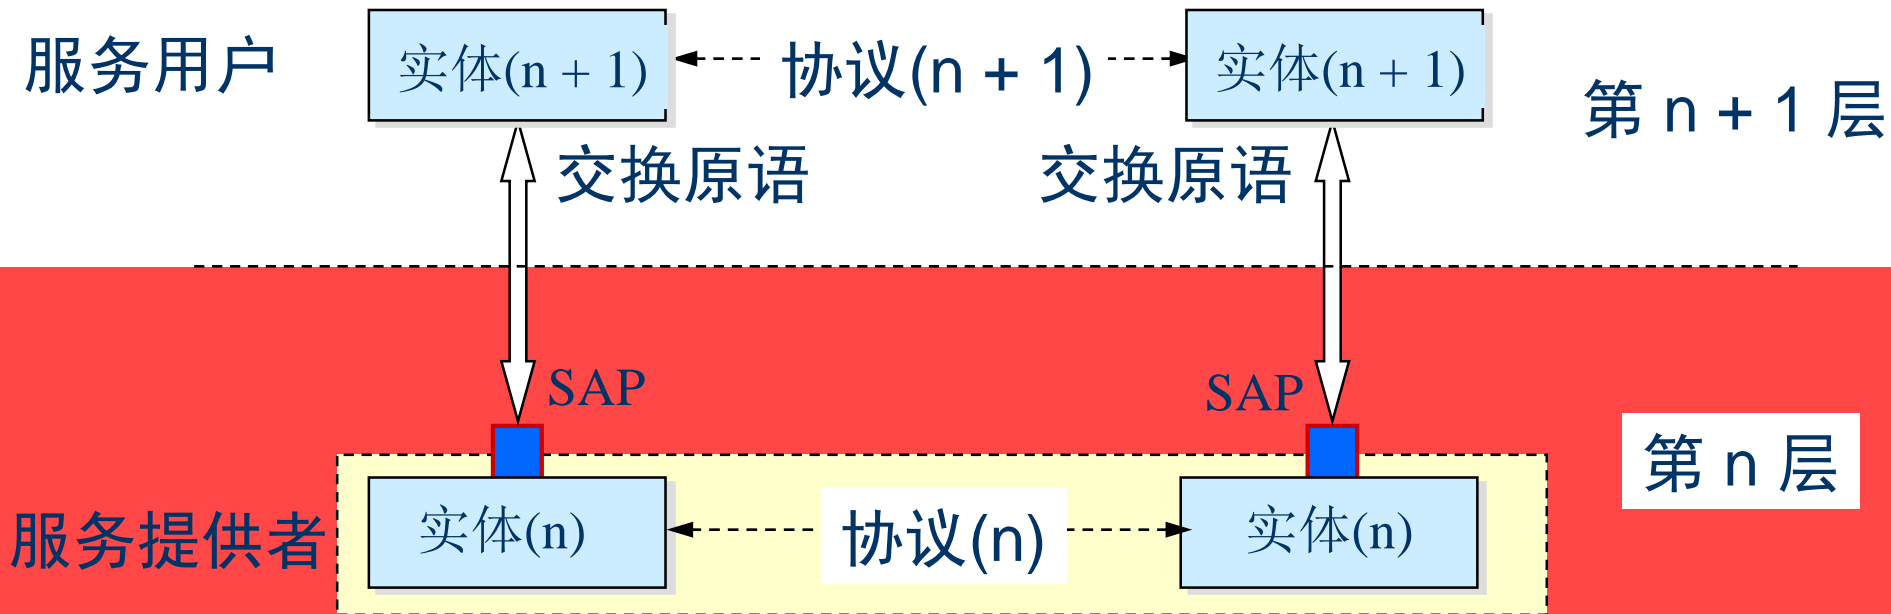 服务用户
实体(n + 1)
协议(n + 1)
实体(n + 1)
第 n + 1 层
交换原语
交换原语
SAP
SAP
第 n 层
服务提供者
实体(n)
协议(n)
实体(n)